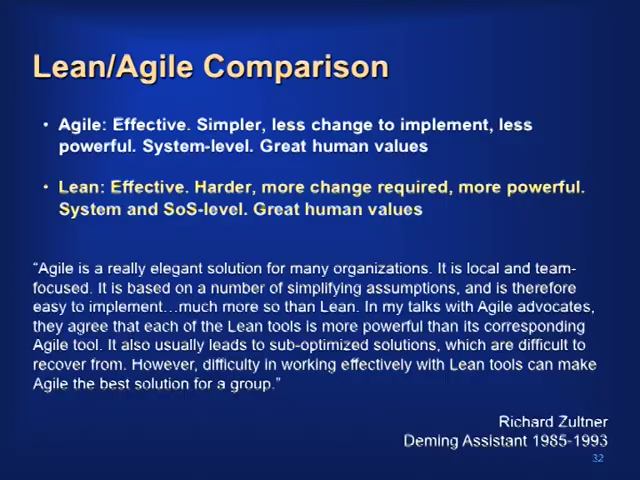 Lean/Agile Comparison
• Agile: Effective. Simpler, less change to implement, less
powerful. System-level. Great human values
• Lean: Effective. Harder, more change required, more powerful.
System and SoS-level. Great human values
“Agile is a really elegant solution for many organizations. It is local and team-
focused. It is based on a number of simplifying assumptions, and is therefore
easy to implement…much more so than Lean. In my talks with Agile advocates,
they agree that each of the Lean tools is more powerful than its corresponding
Agile tool. It also usually leads to sub-optimized solutions, which are difficult to
recover from. However, difficulty in working effectively with Lean tools can make
Agile the best solution for a group.”
Richard Zultner
Deming Assistant 1985-1993
32